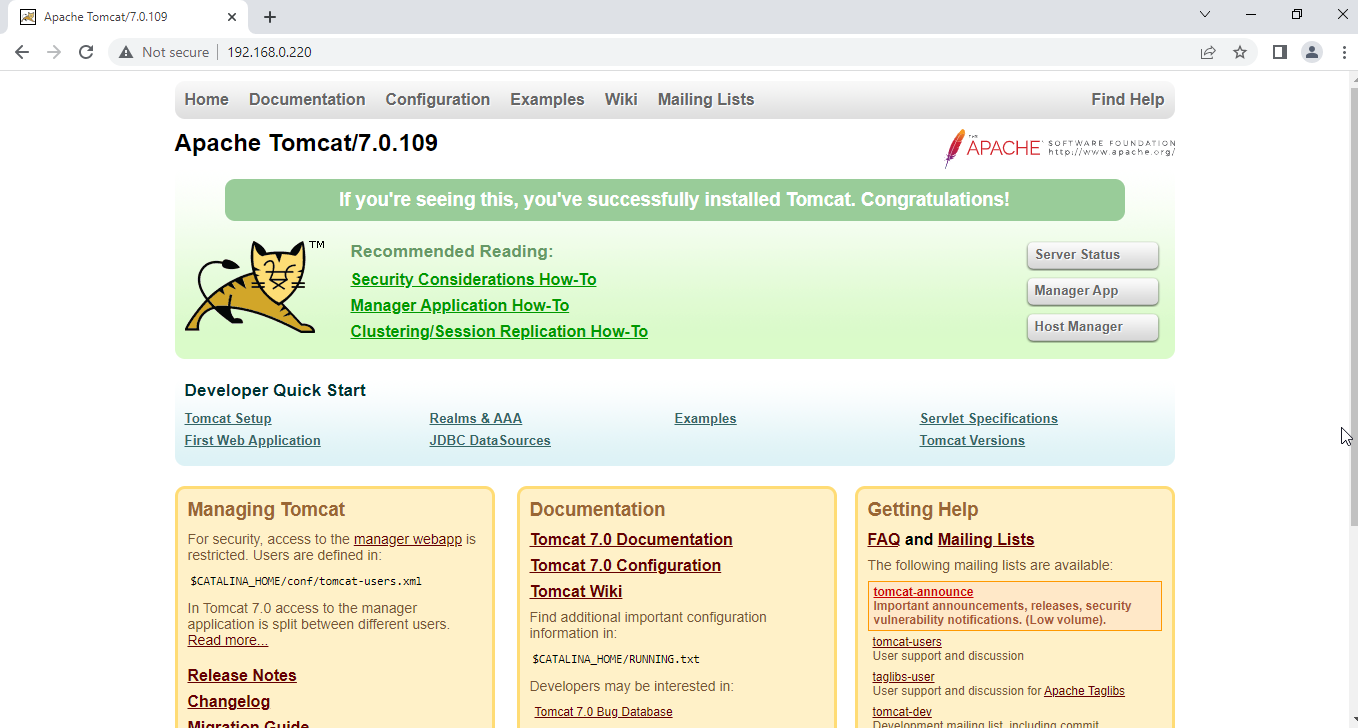 Apache Tomcat/7.0.109
Not secure
192.168.0.220
Home Documentation Configuration Examples Wiki Mailing Lists Find Help
Apache Tomcat/7.0.109
THE
APACHE SOFTWARE FOUNDATION
http://www.apache.org/
If you're seeing this, you've successfully installed Tomcat. Congratulations!
TM
Recommended Reading:
Security Considerations How-To
Manager Application How-To
Clustering/Session Replication How-To
Server Status
Manager App
Host Manager
Developer Quick Start
Tomcat Setup
First Web Application
Realms & AAA
JDBC DataSources
Examples
Servlet Specifications
Tomcat Versions
Managing Tomcat
For security, access to the manager webapp is
restricted. Users are defined in:
$CATALINA_HOME/conf/tomcat-users.xml
In Tomcat 7.0 access to the manager
application is split between different users.
Read more...
Release Notes
Changelog
Migration Guide
Documentation
Tomcat 7.0 Documentation
Tomcat 7.0 Configuration
Tomcat Wiki
Find additional important configuration
information in:
$CATALINA_HOME/RUNNING.txt
Developers may be interested in:
Tomcat 7.0 Bug Database
Getting Help
FAQ and Mailing Lists
The following mailing lists are available:
tomcat-announce
Important announcements, releases, security
vulnerability notifications. (Low volume).
tomcat-users
User support and discussion
taglibs-user
User support and discussion for Apache Taglibs
tomcat-dev
Development mailing list, including commit